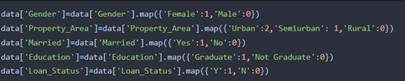 data['Gender']=data['Gender'].map({'Female':1,'Male':0})
data['Property_Area']=data['Property_Area'].map({'Urban':2,'Semiurban': 1,'Rural':0})
data['Married']=data['Married'].map({'Yes':1,'No':0})
data['Education']=data['Education'].map({'Graduate':1,'Not Graduate':0})
data['Loan_Status']=data['Loan_Status'].map({'Y':1,'N':0})